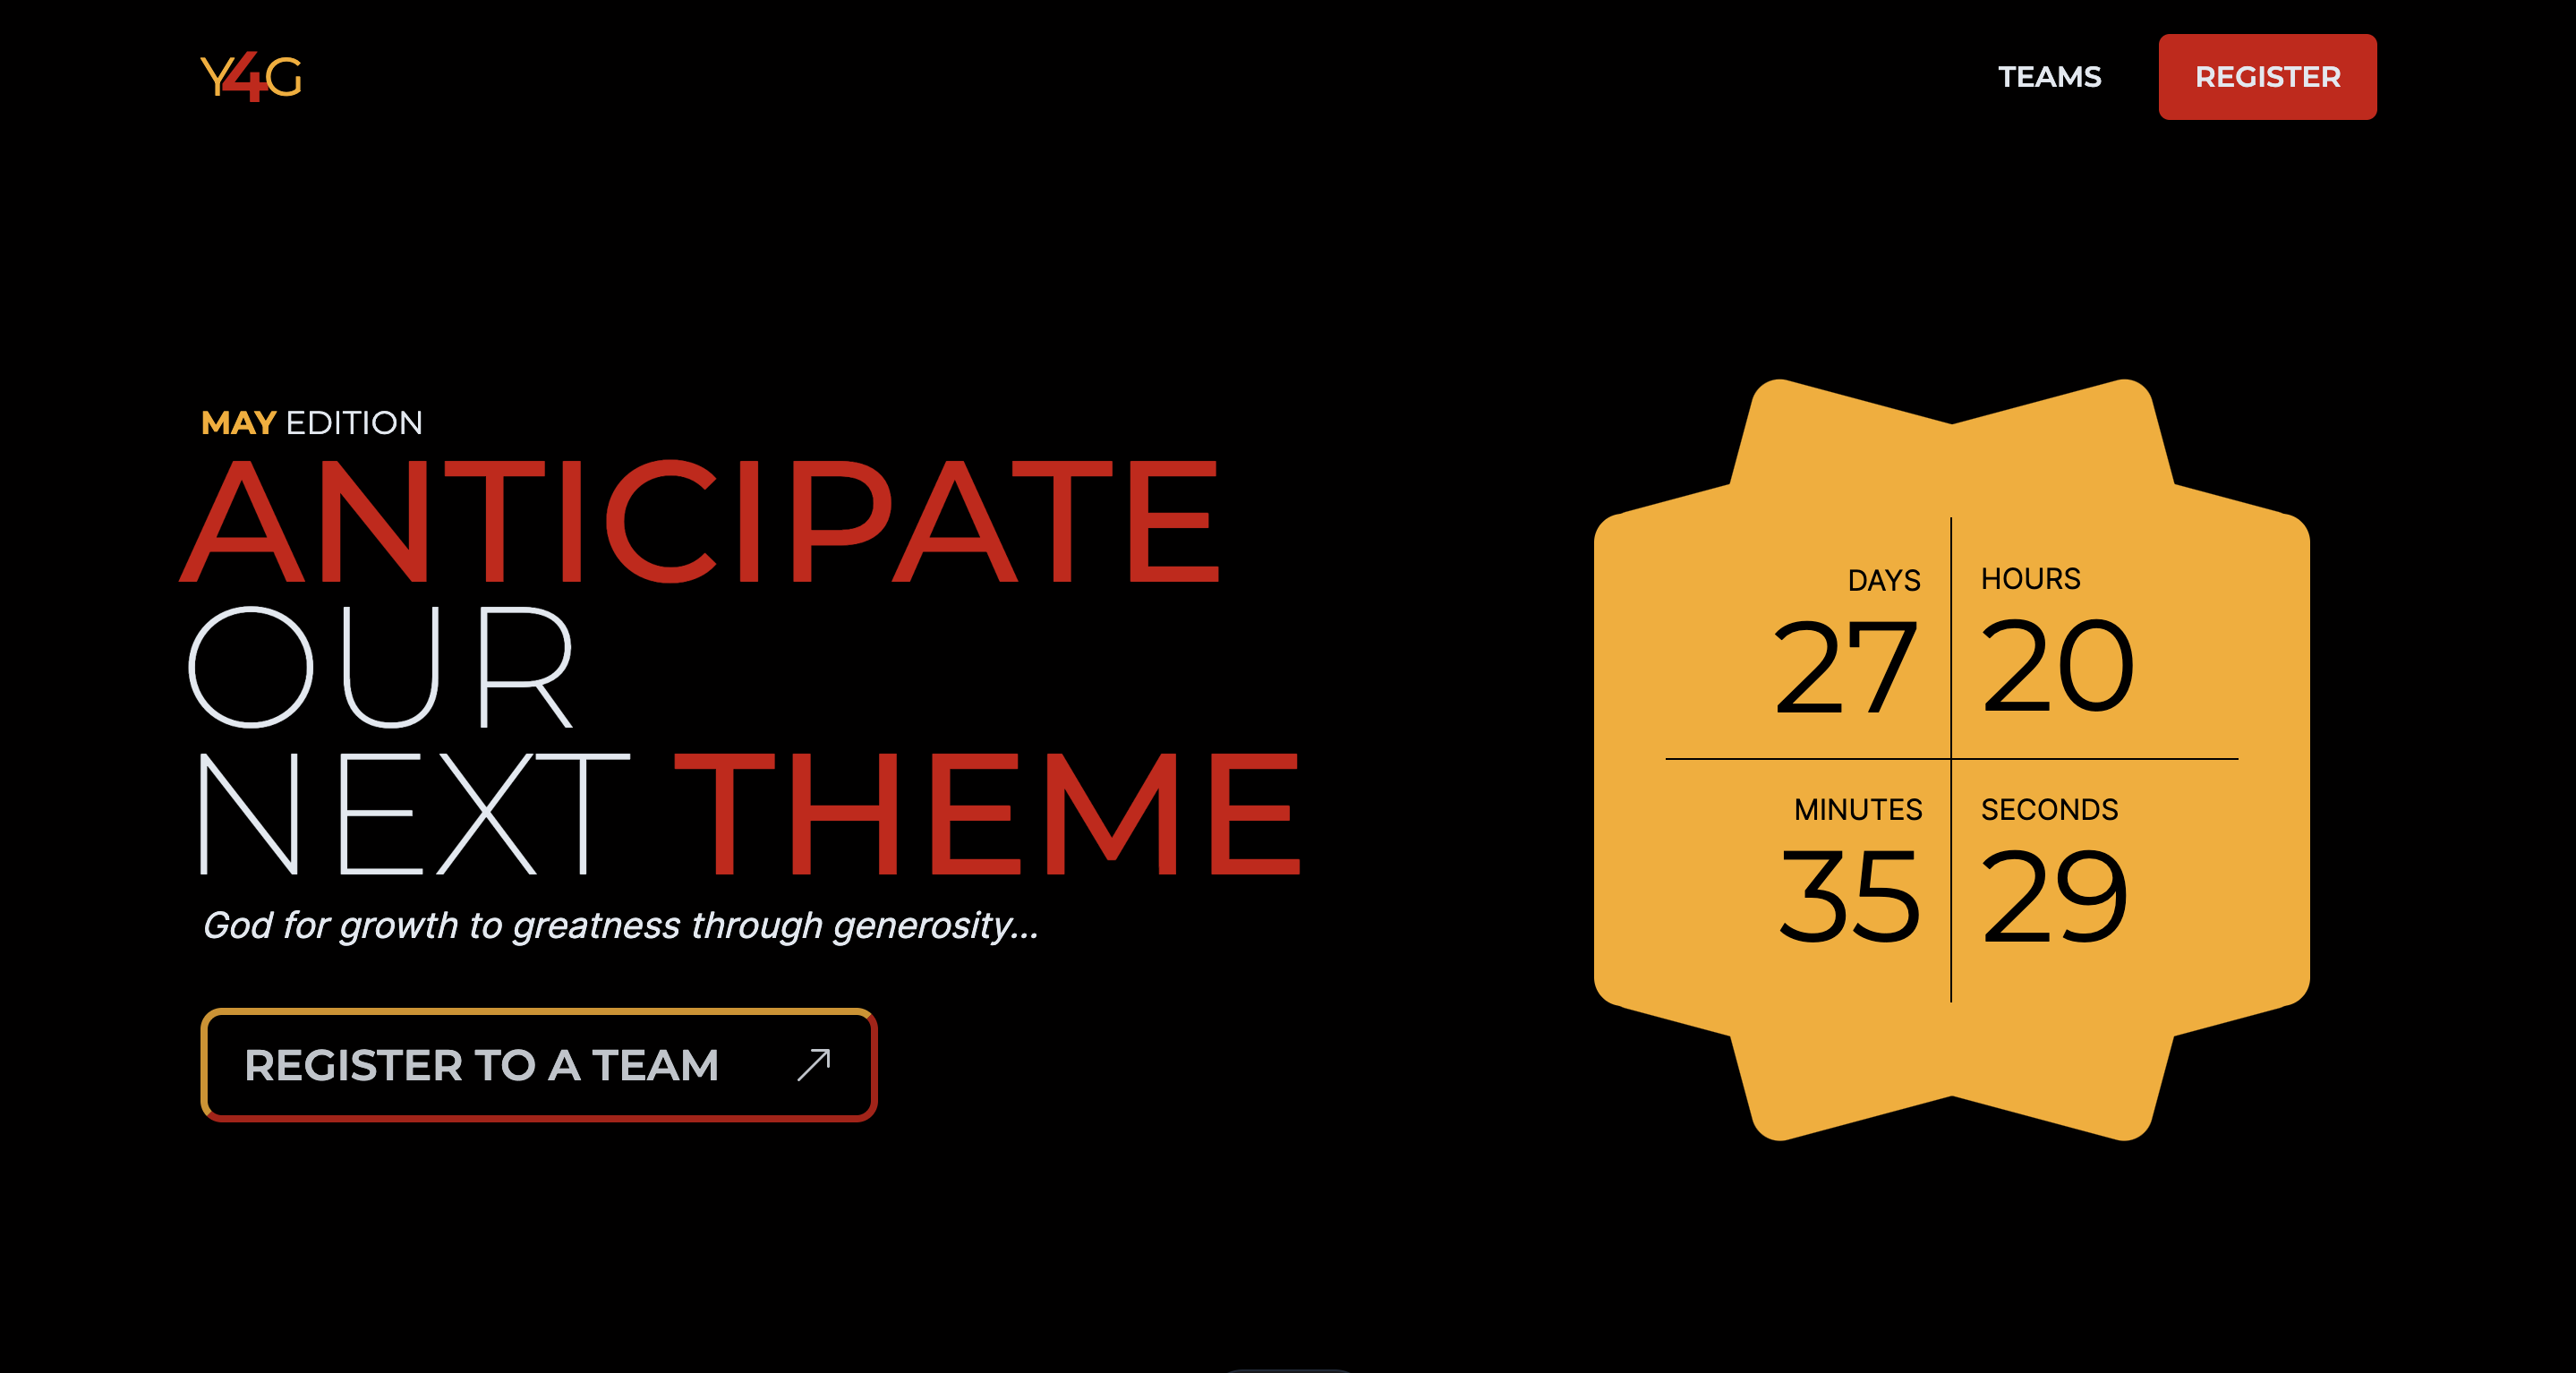 Y4G
TEAMS
REGISTER
MAY EDITION
ANTICIPATE
OUR
NEXT THEME
God for growth to greatness through generosity...
REGISTER TO A TEAM
DAYS
27
HOURS
20
MINUTES
35
SECONDS
29